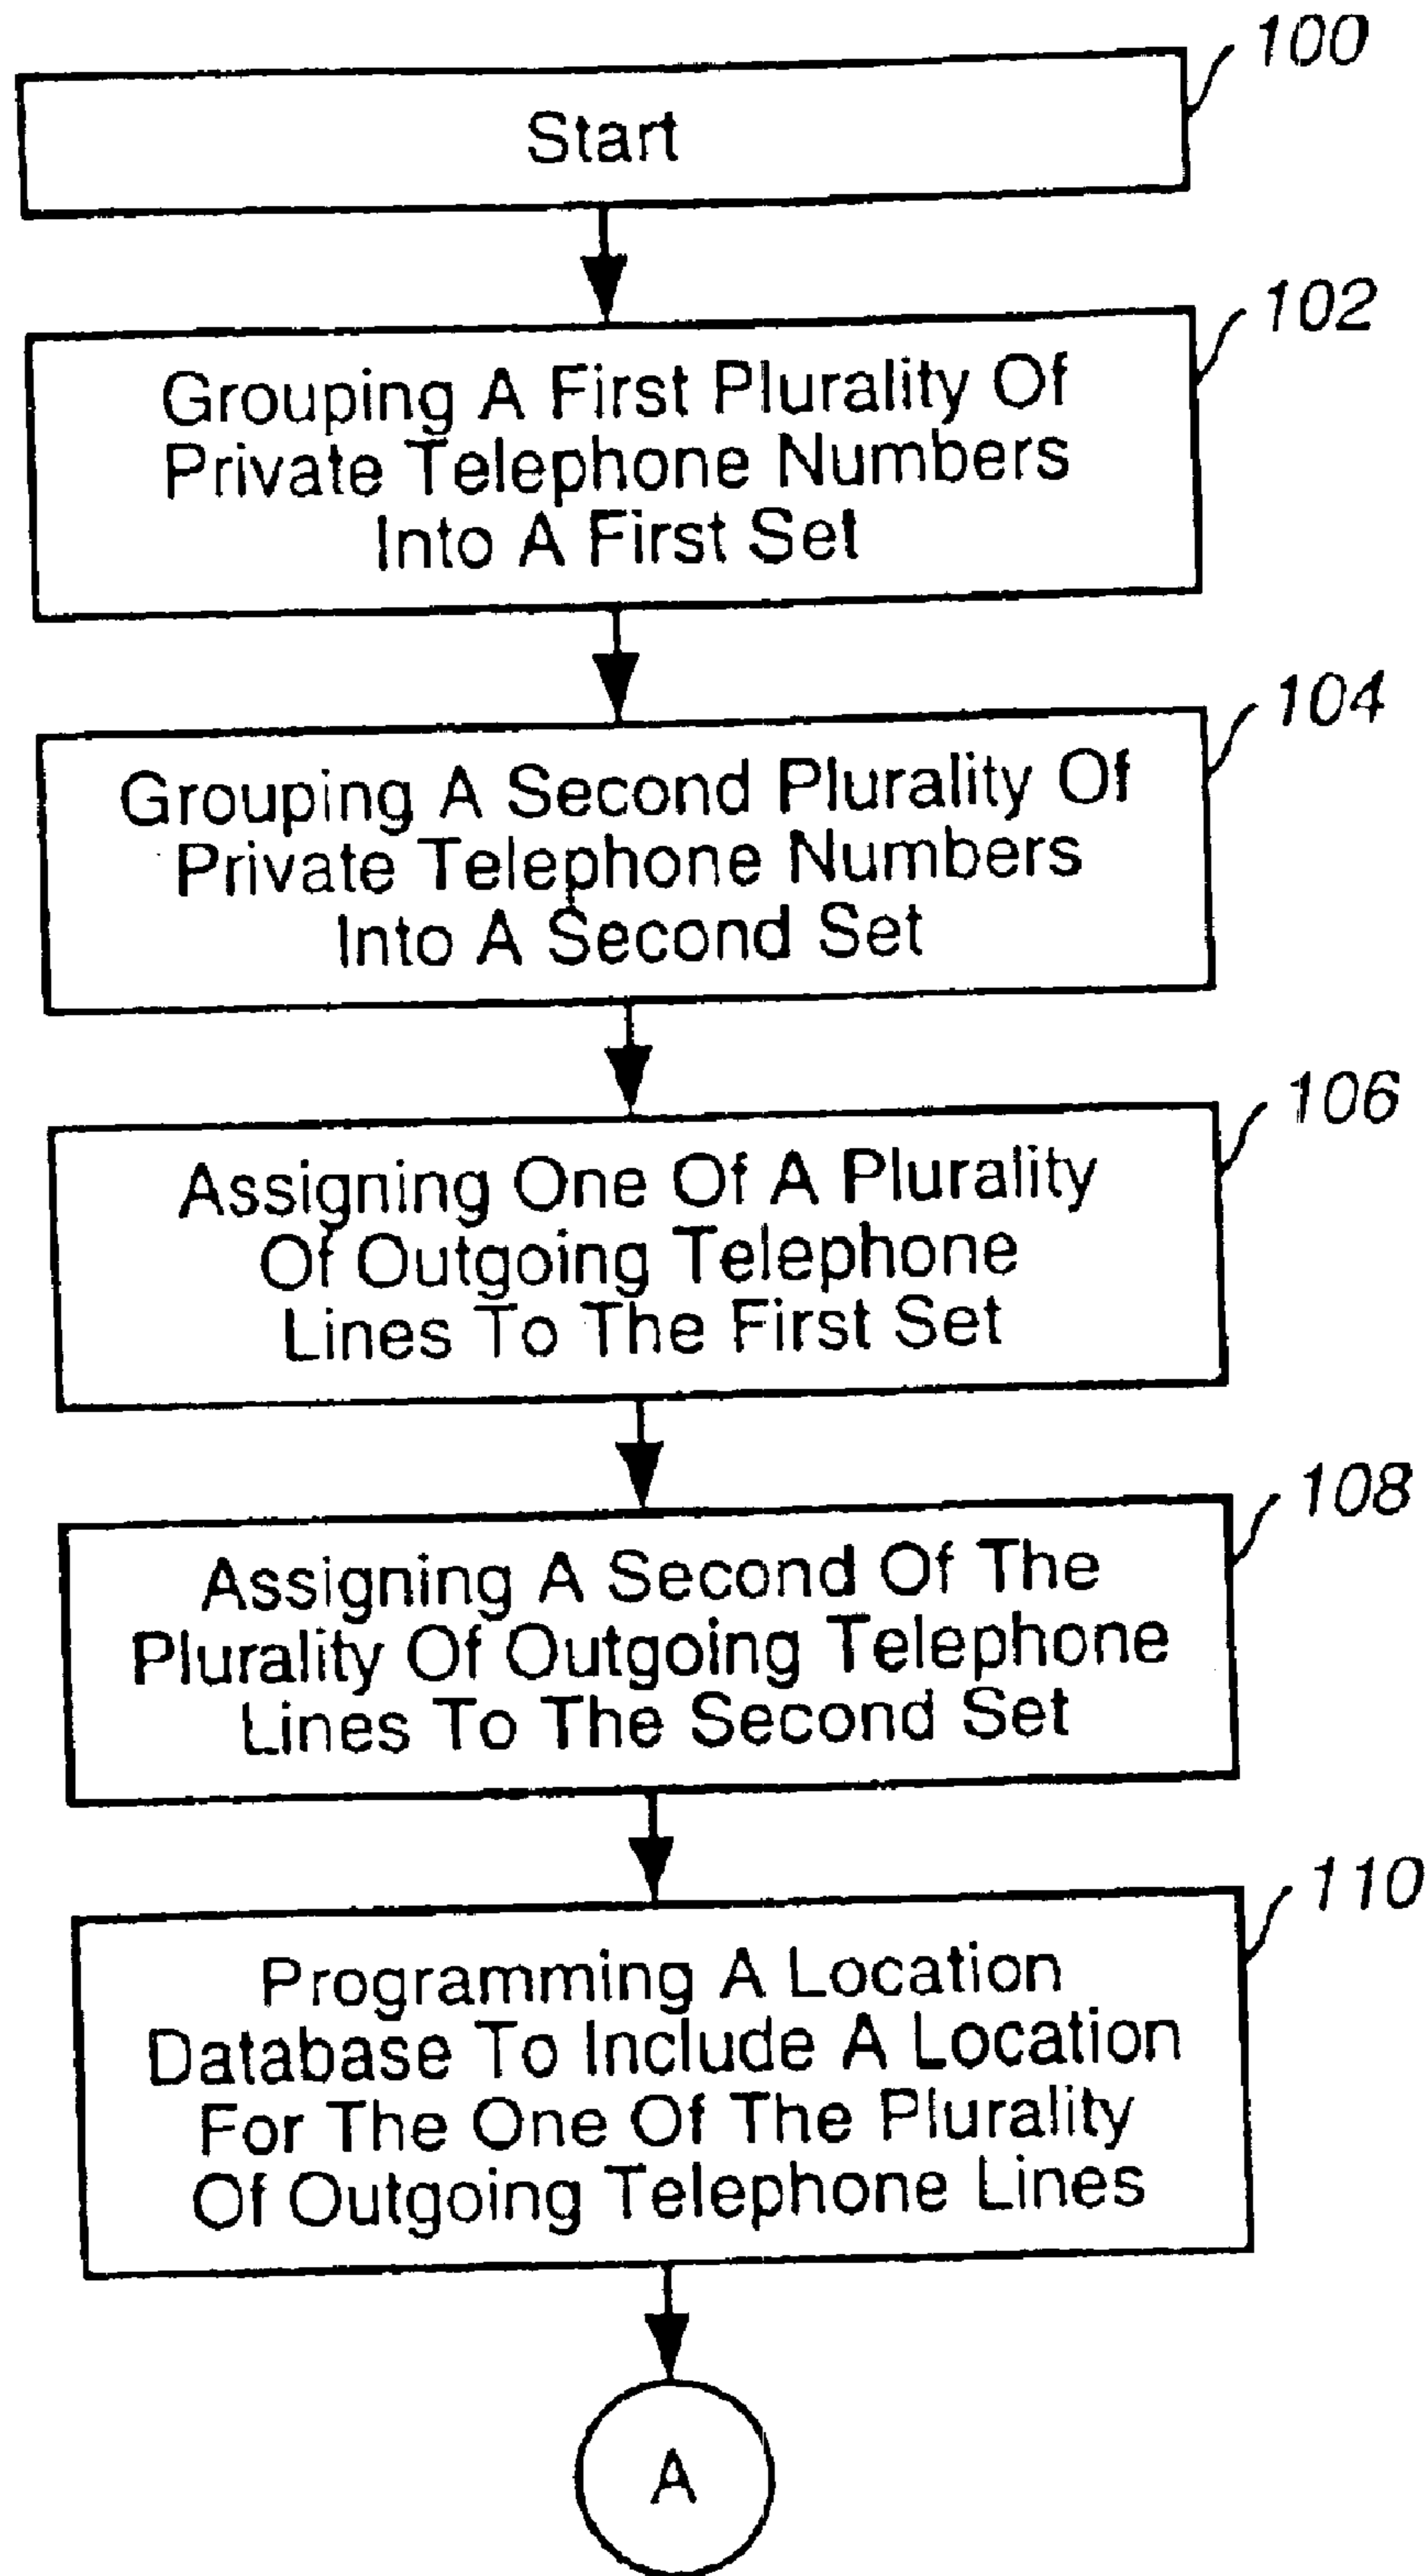 100
Start
102
Grouping A First Plurality Of
Private Telephone Numbers
Into A First Set
104
Grouping A Second Plurality Of
Private Telephone Numbers
Into A Second Set
106
Assigning One Of A Plurality
Of Outgoing Telephone
Lines To The First Set
108
Assigning A Second Of The
Plurality Of Outgoing Telephone
Lines To The Second Set
110
Programming A Location
Database To Include A Location
For The One Of The Plurality
Of Outgoing Telephone Lines
A